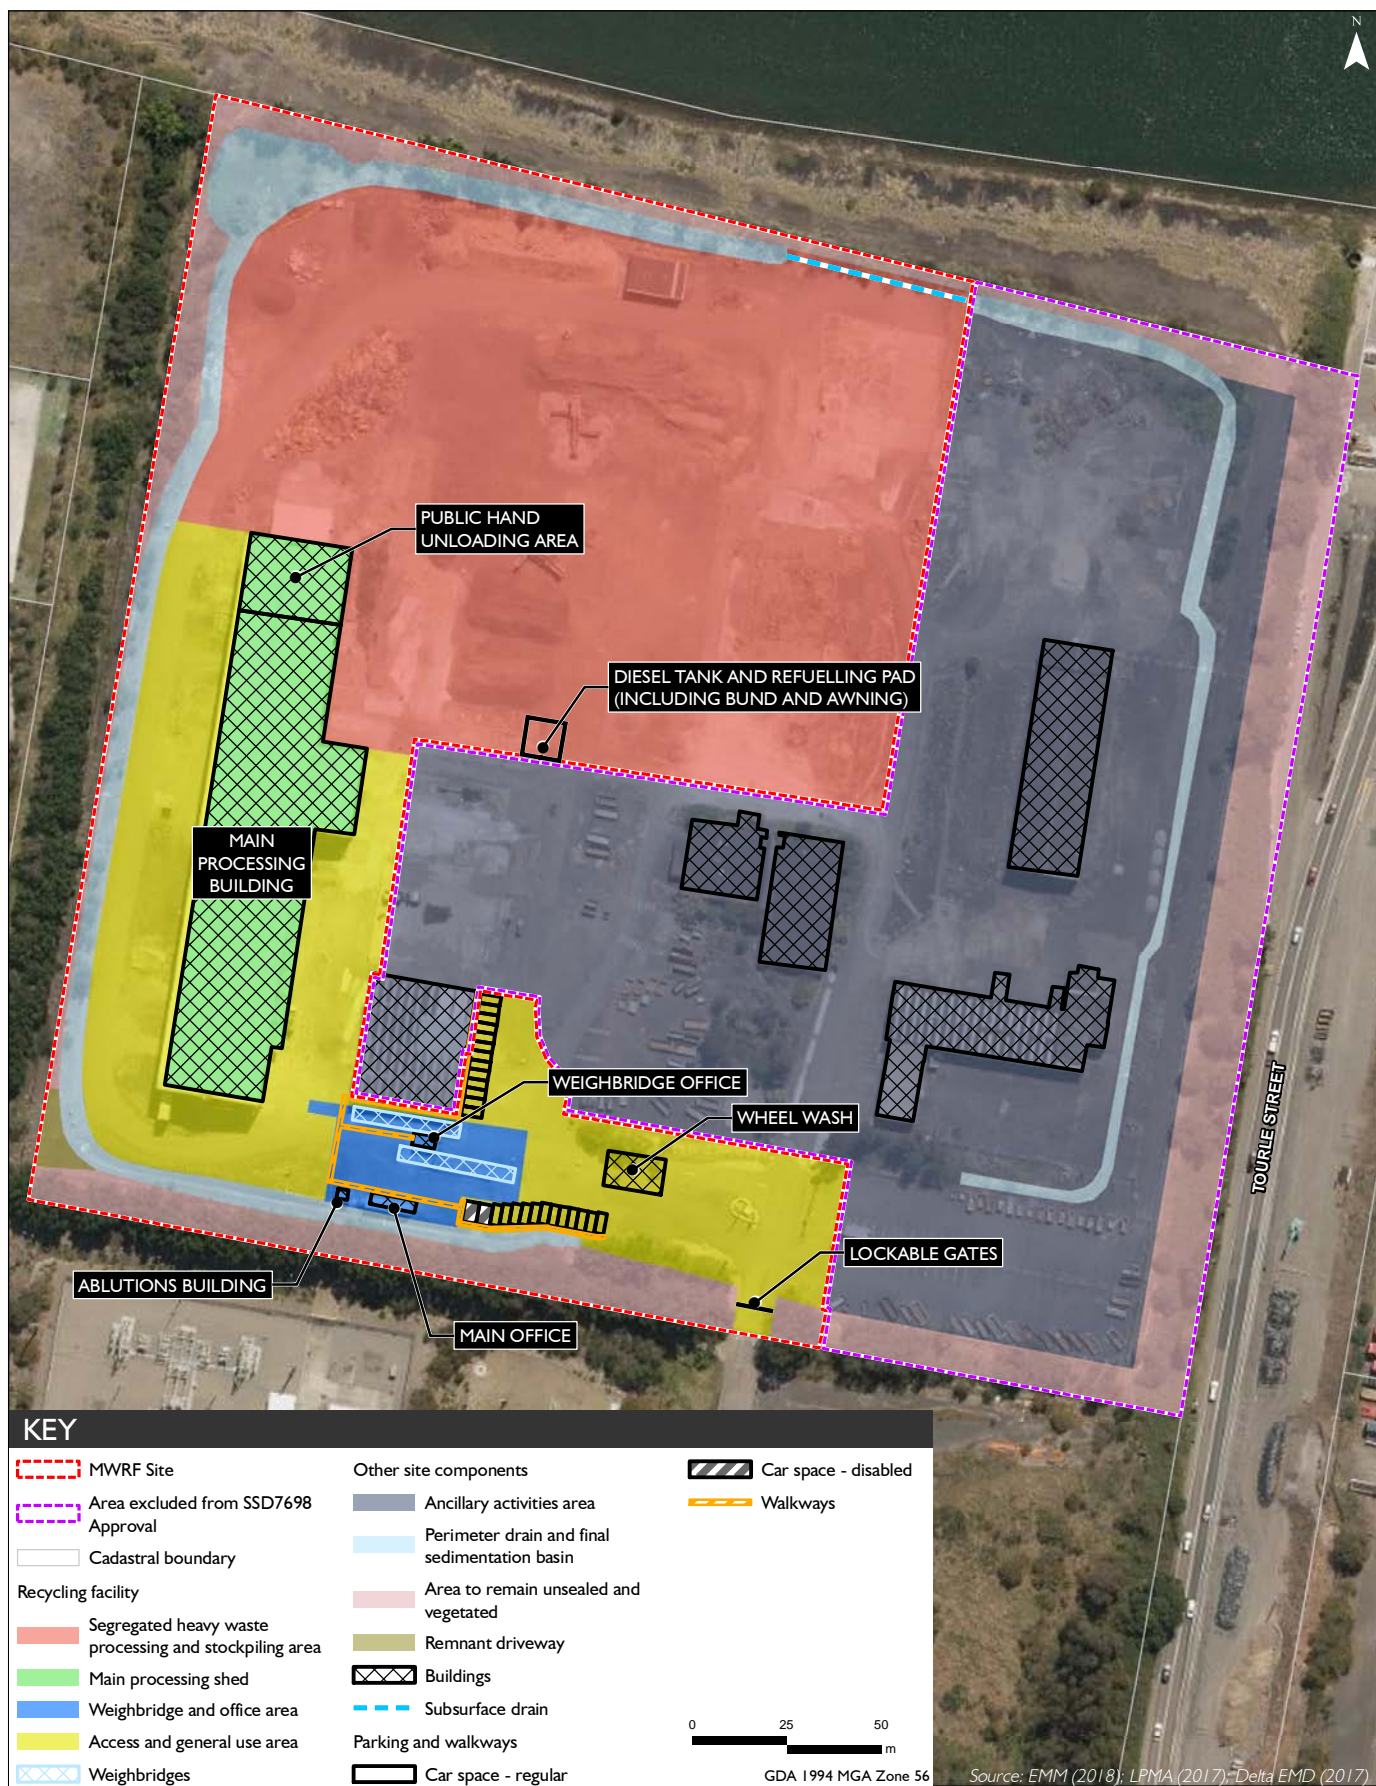 N
PUBLIC HAND
UNLOADING AREA
DIESEL TANK AND REFUELLING PAD
(INCLUDING BUND AND AWNING)
MAIN
PROCESSING
BUILDING
WEIGHBRIDGE OFFICE
WHEEL WASH
TOURLE STREET
LOCKABLE GATES
ABLUTIONS BUILDING
MAIN OFFICE
KEY
MWRF Site
Area excluded from SSD7698
Approval
Cadastral boundary
Recycling facility
Segregated heavy waste
processing and stockpiling area
Main processing shed
Weighbridge and office area
Access and general use area
Weighbridges
Other site components
Ancillary activities area
Perimeter drain and final
sedimentation basin
Area to remain unsealed and
vegetated
Remnant driveway
Buildings
Subsurface drain
Parking and walkways
Car space - regular
Car space - disabled
Walkways
0 25 50
m
GDA 1994 MGA Zone 56
Source: EMM (2018); LPMA (2017); Delta EMD (2017)